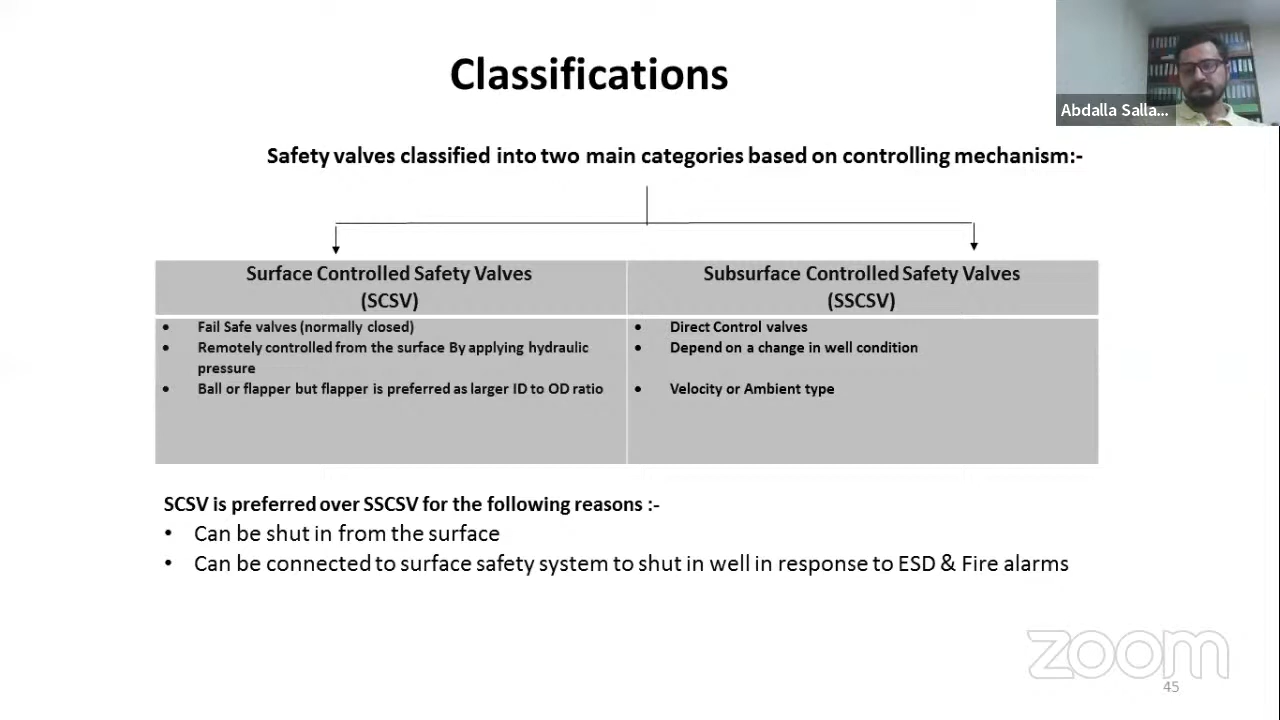 Classifications
Abdalla Salla...
Safety valves classified into two main categories based on controlling mechanism:-
Surface Controlled Safety Valves
(SCSV)
Subsurface Controlled Safety Valves
(SSCSV)
• Fail Safe valves (normally closed)
• Remotely controlled from the surface By applying hydraulic
pressure
• Ball or flapper but flapper is preferred as larger ID to OD ratio
• Direct Control valves
• Depend on a change in well condition
• Velocity or Ambient type
SCSV is preferred over SSCSV for the following reasons :-
• Can be shut in from the surface
• Can be connected to surface safety system to shut in well in response to ESD & Fire alarms
zoom
45